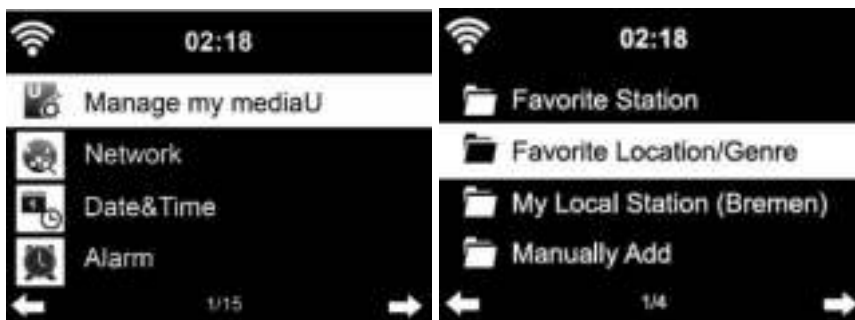 02:18
Manage my mediaU
Network
Date&Time
Alarm
1/15
02:18
Favorite Station
Favorite Location/Genre
My Local Station (Bremen)
Manually Add
1/4